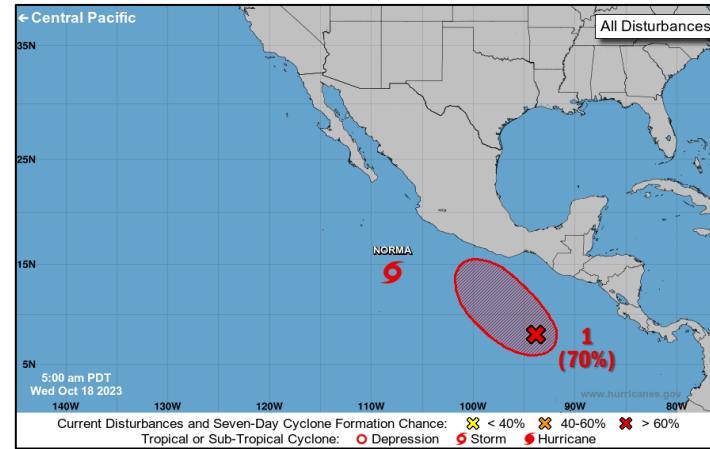 ← Central Pacific
All Disturbances
35N
25N
NORMA
15N
1
(70%)
5N
5:00 am PDT
Wed Oct 18 2023
www.hurricanes.gov
140W 130W 120W 110W 100W 90W 80W
Current Disturbances and Seven-Day Cyclone Formation Chance: < 40% 40-60% > 60%
Tropical or Sub-Tropical Cyclone: Depression Storm Hurricane